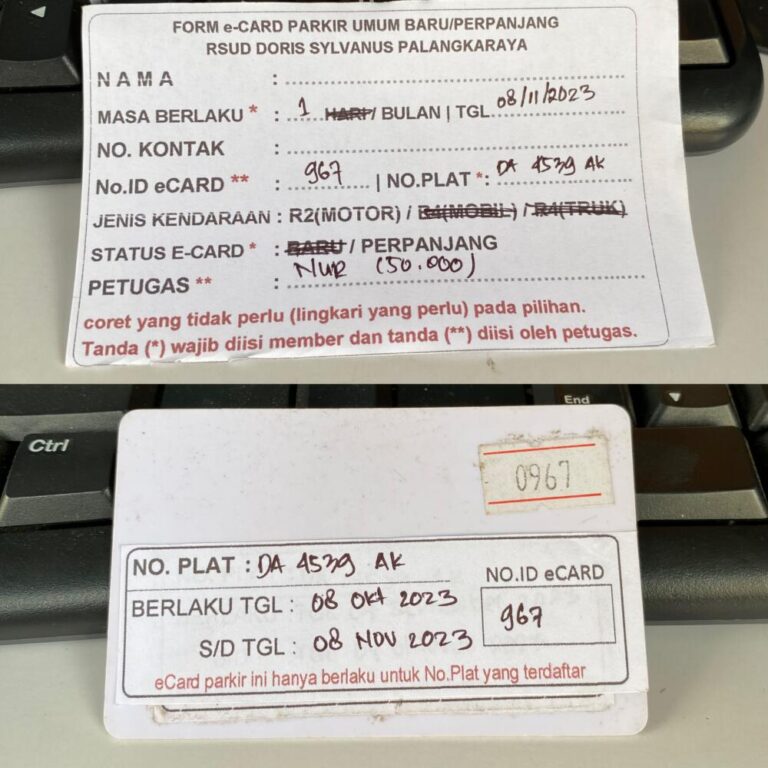 FORM e-CARD PARKIR UMUM BARU/PERPANJANG
RSUD DORIS SYLVANUS PALANGKARAYA
NAMA :
MASA BERLAKU * : 1 HARI / BULAN | TGL 08/11/2023
NO. KONTAK :
No.ID eCARD ** : 967 | NO.PLAT *: DA 4539 AK
JENIS KENDARAAN : R2(MOTOR) / R4(MOBIL) / R4(TRUK)
STATUS E-CARD * : BARU / PERPANJANG
PETUGAS ** : NUR (50.000)
coret yang tidak perlu (lingkari yang perlu) pada pilihan.
Tanda (*) wajib diisi member dan tanda (**) diisi oleh petugas.
End
Ctrl
0967
NO. PLAT : DA 4539 AK
NO.ID eCARD
BERLAKU TGL : 08 OKT 2023
967
S/D TGL : 08 NOV 2023
eCard parkir ini hanya berlaku untuk No.Plat yang terdaftar